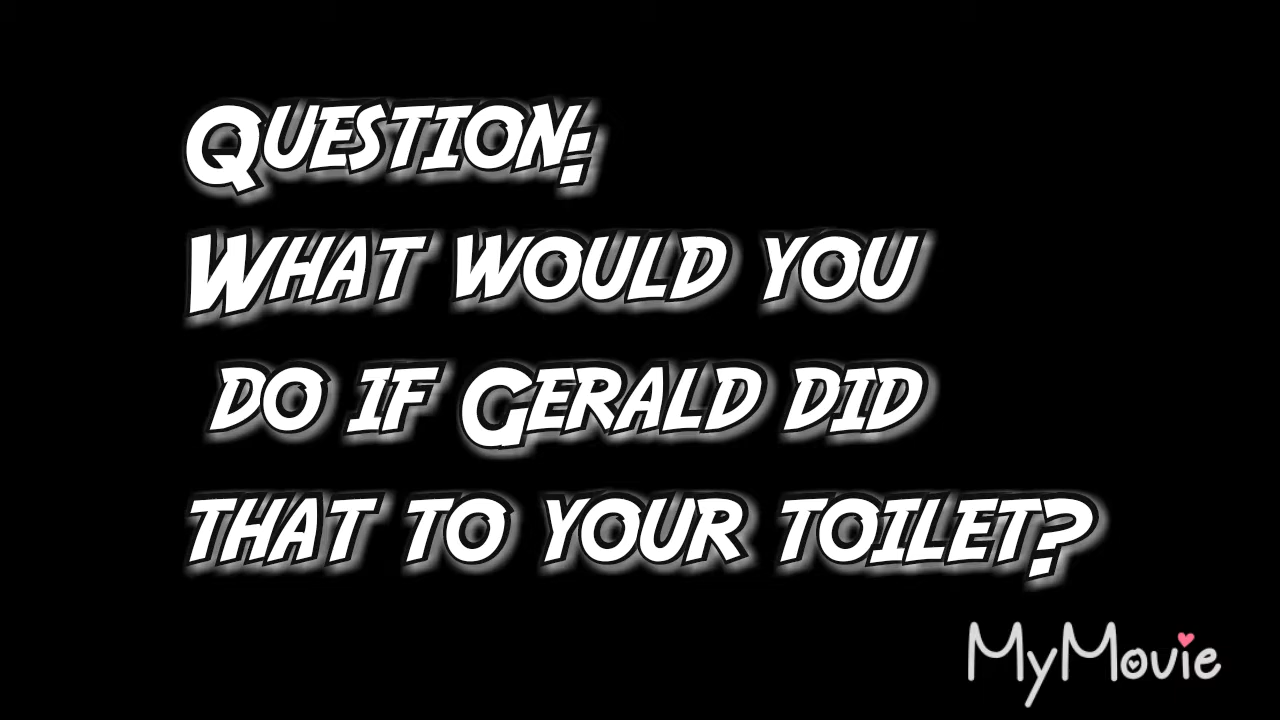 Question:
What would you
do if Gerald did
that to your toilet?
MyMovie